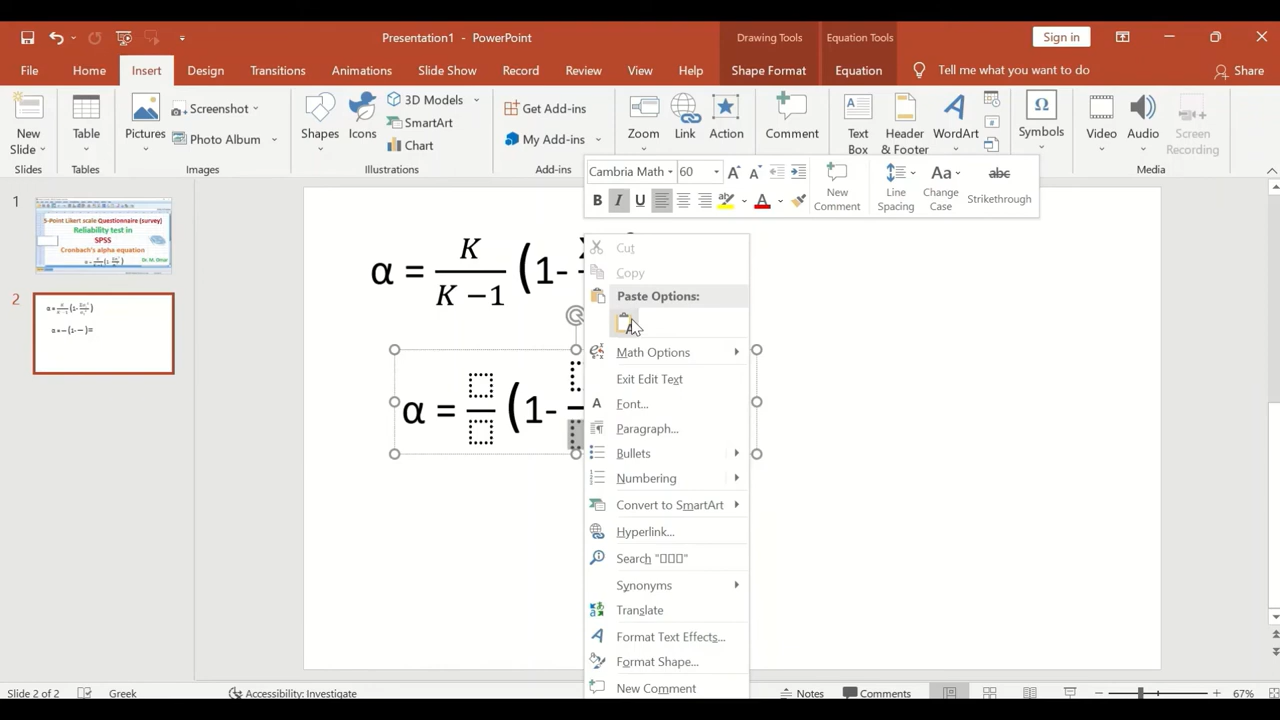 Presentation1 - PowerPoint
Drawing Tools
Equation Tools
Sign in
File
Home
Insert
Design
Transitions
Animations
Slide Show
Record
Review
View
Help
Shape Format
Equation
Tell me what you want to do
Share
New
Slide
Table
Pictures
Screenshot
Photo Album
Shapes
Icons
3D Models
SmartArt
Chart
Get Add-ins
My Add-ins
Zoom
Link
Action
Comment
Text
Box
Header
& Footer
WordArt
Symbols
Video
Audio
Screen
Recording
Slides
Tables
Images
Illustrations
Add-ins
Media
Cambria Math
60
New
Comment
Line
Spacing
Change
Case
Strikethrough
1
5-Point Likert scale Questionnaire (survey)
Reliability test in
SPSS
Cronbach's alpha equation
2
α = K / K −1 (1-
α = (1-
Cut
Copy
Paste Options:
Math Options
Exit Edit Text
Font...
Paragraph...
Bullets
Numbering
Convert to SmartArt
Hyperlink...
Search "▯▯▯"
Synonyms
Translate
Format Text Effects...
Format Shape...
New Comment
Slide 2 of 2
Greek
Accessibility: Investigate
Notes
Comments
67%